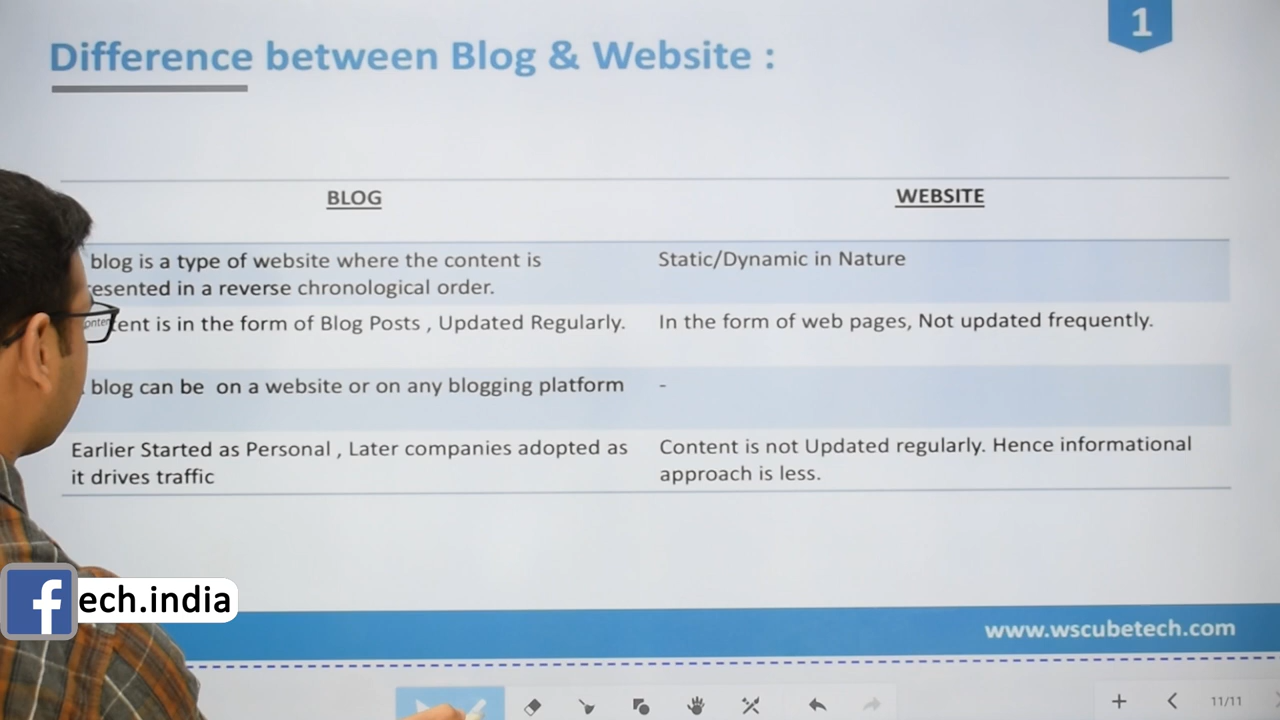 1
Difference between Blog & Website :
BLOG
WEBSITE
blog is a type of website where the content is
esented in a reverse chronological order.
Static/Dynamic in Nature
tent is in the form of Blog Posts , Updated Regularly.
In the form of web pages, Not updated frequently.
blog can be on a website or on any blogging platform
-
Earlier Started as Personal , Later companies adopted as
it drives traffic
Content is not Updated regularly. Hence informational
approach is less.
f ech.india
www.wscubetech.com
11/11